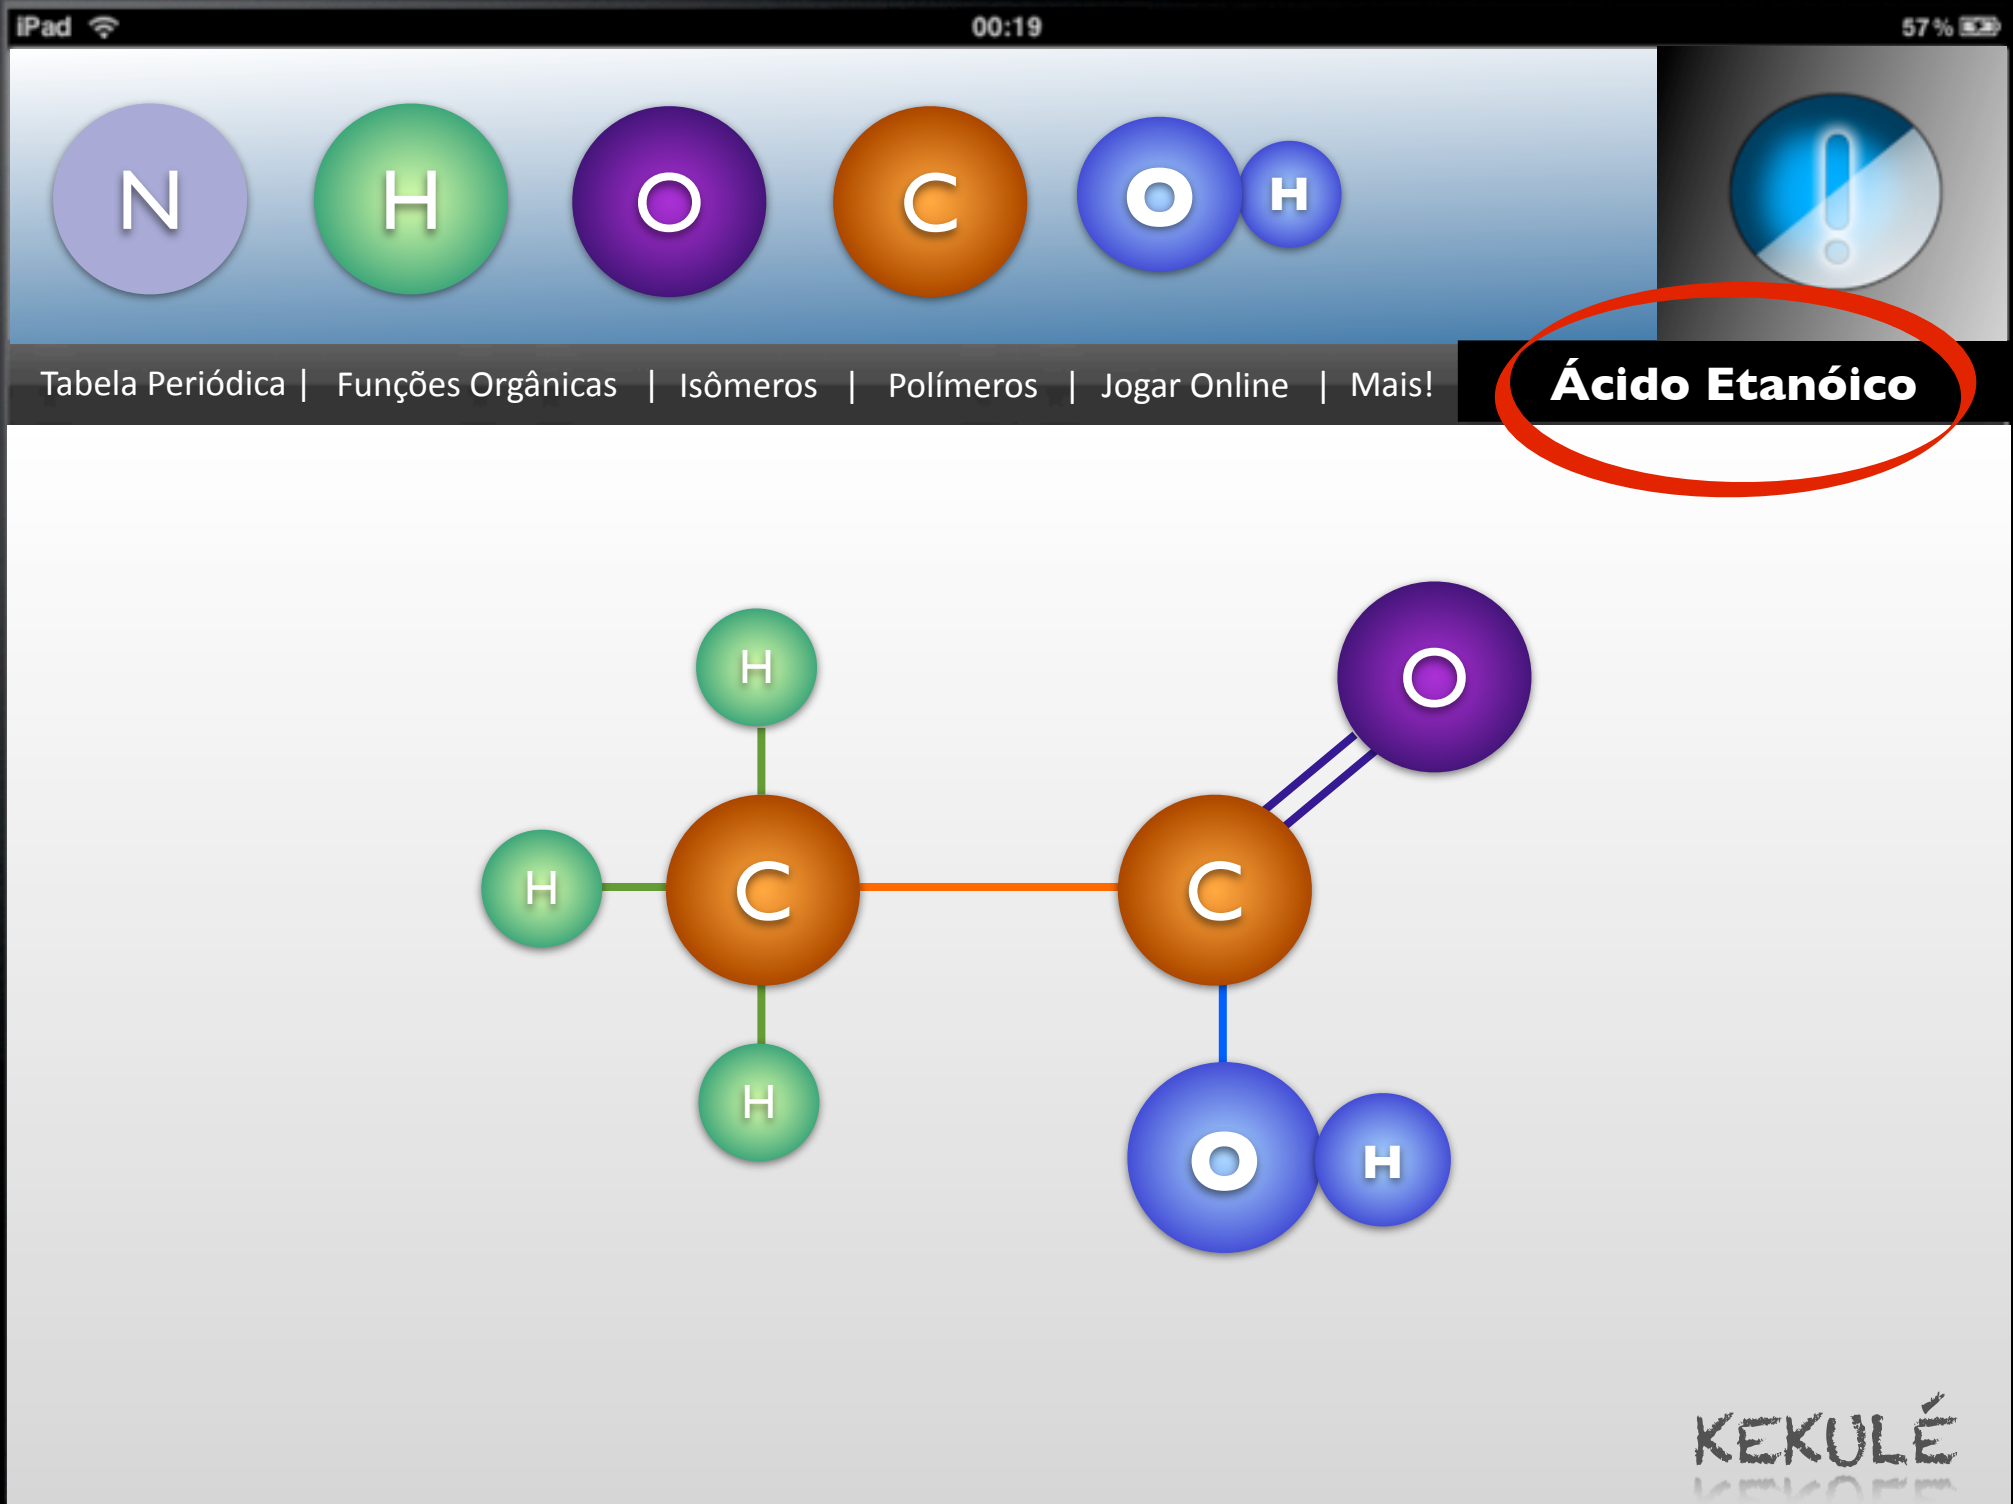 iPad 00:19 57%
N H O C O H
Tabela Periódica | Funções Orgânicas | Isômeros | Polímeros | Jogar Online | Mais! Ácido Etanóico
H
O
H C C
H
O H
KEKULÉ